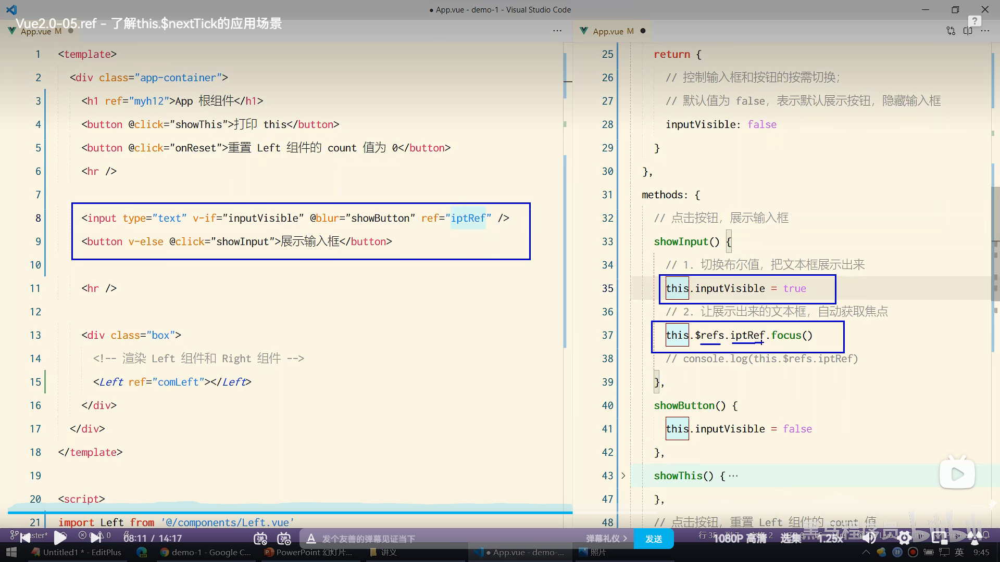 ● App.vue - demo-1 - Visual Studio Code
Vue2.0-05.ref - 了解this.$nextTick的应用场景
App.vue M ●
App.vue M ●
1 <template>
2 <div class="app-container">
3 <h1 ref="myh12">App 根组件</h1>
4 <button @click="showThis">打印 this</button>
5 <button @click="onReset">重置 Left 组件的 count 值为 0</button>
6 <hr />
7
8 <input type="text" v-if="inputVisible" @blur="showButton" ref="iptRef" />
9 <button v-else @click="showInput">展示输入框</button>
10
11 <hr />
12
13 <div class="box">
14 <!-- 渲染 Left 组件和 Right 组件 -->
15 <Left ref="comLeft"></Left>
16 </div>
17 </div>
18 </template>
19
20 <script>
21 import Left from '@/components/Left.vue'
25 return {
26 // 控制输入框和按钮的按需切换;
27 // 默认值为 false，表示默认展示按钮，隐藏输入框
28 inputVisible: false
29 }
30 },
31 methods: {
32 // 点击按钮，展示输入框
33 showInput() {
34 // 1. 切换布尔值，把文本框展示出来
35 this.inputVisible = true
36 // 2. 让展示出来的文本框，自动获取焦点
37 this.$refs.iptRef.focus()
38 // console.log(this.$refs.iptRef)
39 },
40 showButton() {
41 this.inputVisible = false
42 },
43 showThis() {…
47 },
48 // 点击按钮，重置 Left 组件的 count 值
master*
08:11 / 14:17
发个友善的弹幕见证当下
弹幕礼仪 >
发送
1080P 高清
选集
1.25x
Untitled1 * - EditPlus
demo-1 - Google C...
PowerPoint 幻灯片...
讲义
● App.vue - demo-...
照片
英
9:45